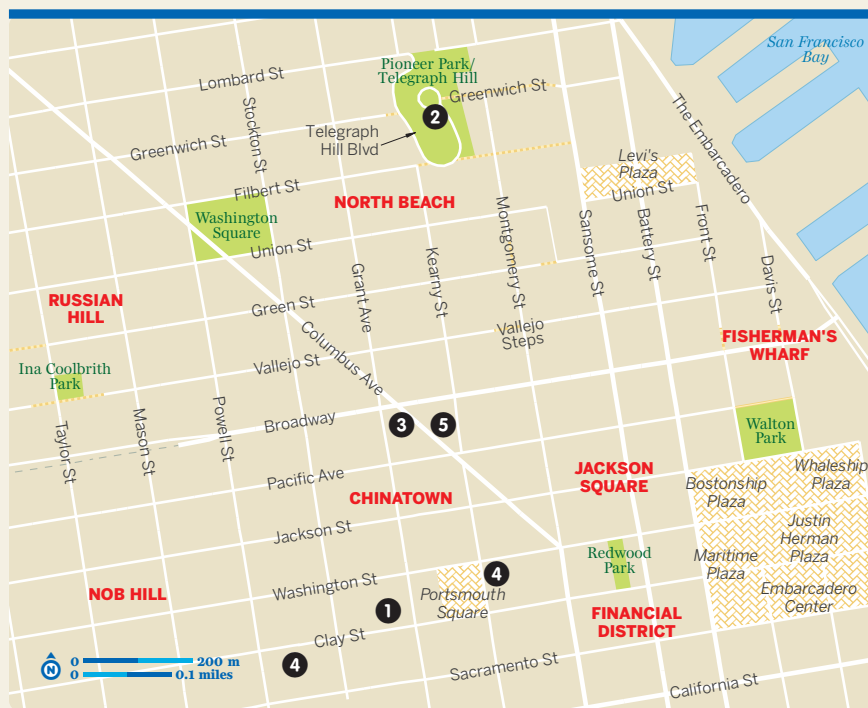 San Francisco
Bay
Pioneer Park/
Telegraph Hill
Lombard St
Greenwich St
Stockton St
2
The Embarcadero
Telegraph
Hill Blvd
Greenwich St
Levi's
Plaza
Filbert St
Union St
NORTH BEACH
Washington
Square
Montgomery St
Sansome St
Battery St
Front St
Union St
Kearny St
Grant Ave
Davis St
RUSSIAN
HILL
Green St
Columbus Ave
Vallejo
Steps
FISHERMAN'S
WHARF
Vallejo St
Ina Coolbrith
Park
Taylor St
Mason St
Powell St
Broadway
3
5
Walton
Park
Pacific Ave
CHINATOWN
JACKSON
SQUARE
Bostonship
Plaza
Whaleship
Plaza
Jackson St
Justin
Herman
Plaza
Redwood
Park
Maritime
Plaza
4
Washington St
Portsmouth
Square
NOB HILL
1
Embarcadero
Center
FINANCIAL
DISTRICT
Clay St
4
Sacramento St
California St
N
0 200 m
0 0.1 miles